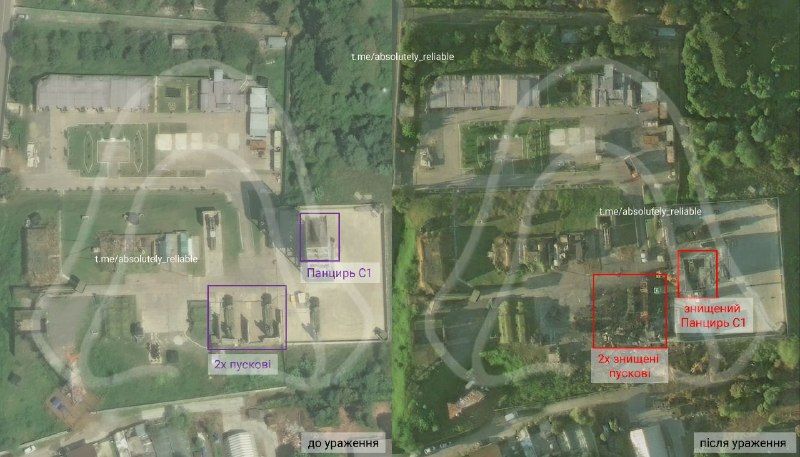 t.me/absolutely_reliable
t.me/absolutely_reliable
t.me/absolutely_reliable
Панцирь С1
знищений
Панцирь С1
2х пускові
2х знищені
пускові
до ураження
після ураження